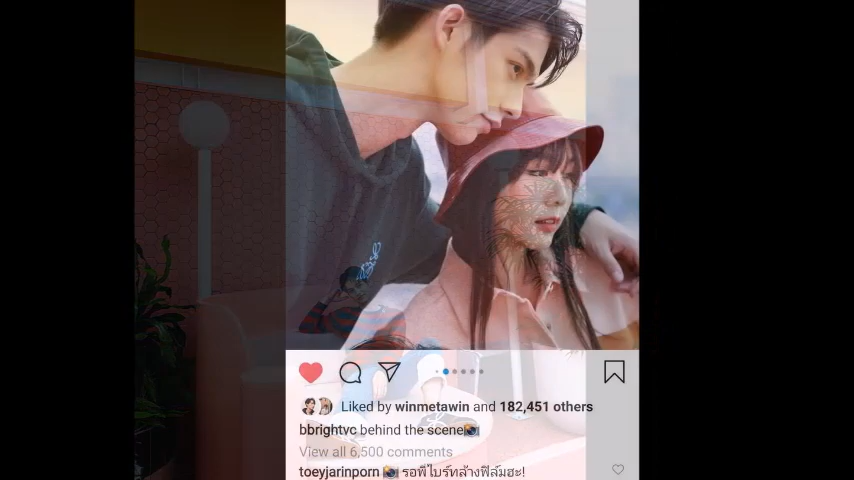 Liked by winmetawin and 182,451 others
bbrightvc behind the scene📸
View all 6,500 comments
toeyjarinporn 📸 รอพี่ไบร์ทล้างฟิล์มฮะ!